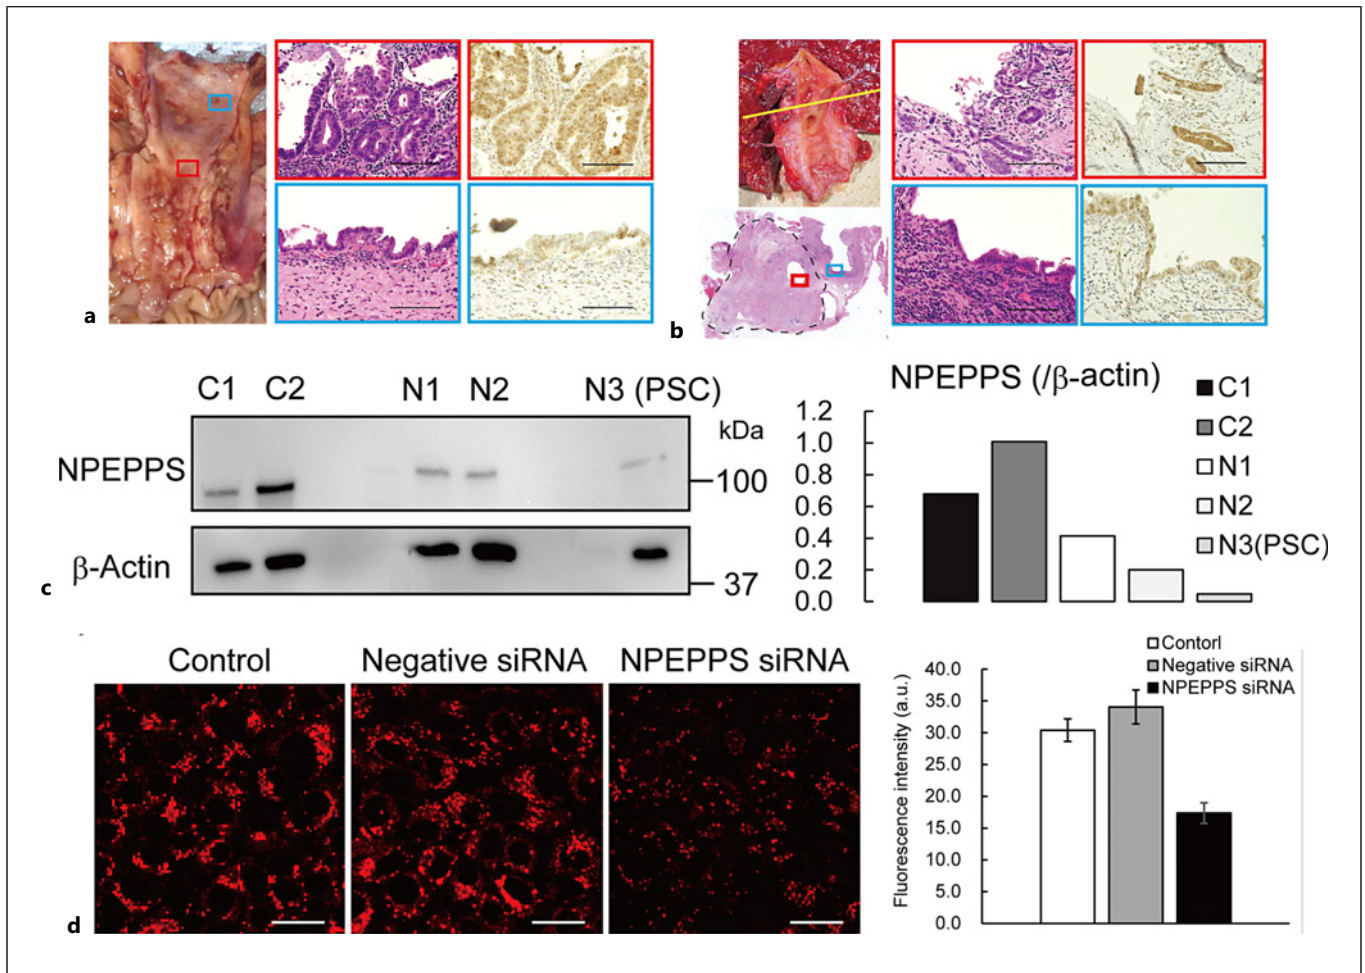 a
b
C1 C2 N1 N2 N3 (PSC)
kDa
NPEPPS
100
β-Actin
37
c
NPEPPS (/β-actin)
1.2
1.0
0.8
0.6
0.4
0.2
0.0
C1
C2
N1
N2
N3(PSC)
Control Negative siRNA NPEPPS siRNA
d
Contorl
Negative siRNA
NPEPPS siRNA
Fluorescence intensity (a.u.)
40.0
35.0
30.0
25.0
20.0
15.0
10.0
5.0
0.0